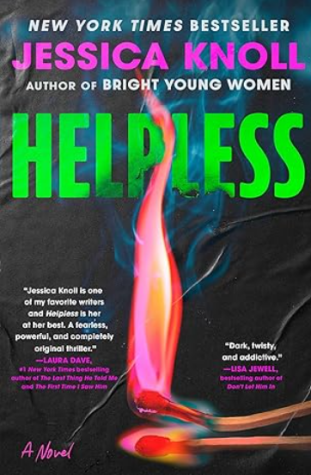 NEW YORK TIMES BESTSELLER
JESSICA KNOLL
AUTHOR OF BRIGHT YOUNG WOMEN
HELPLESS
"Jessica Knoll is one
of my favorite writers
and Helpless is her
at her best. A fearless,
powerful, and completely
original thriller."
—LAURA DAVE,
#1 New York Times bestselling
author of The Last Thing He Told Me
and The First Time I Saw Him
"Dark, twisty,
and addictive."
—LISA JEWELL,
bestselling author of
Don't Let Him In
A Novel